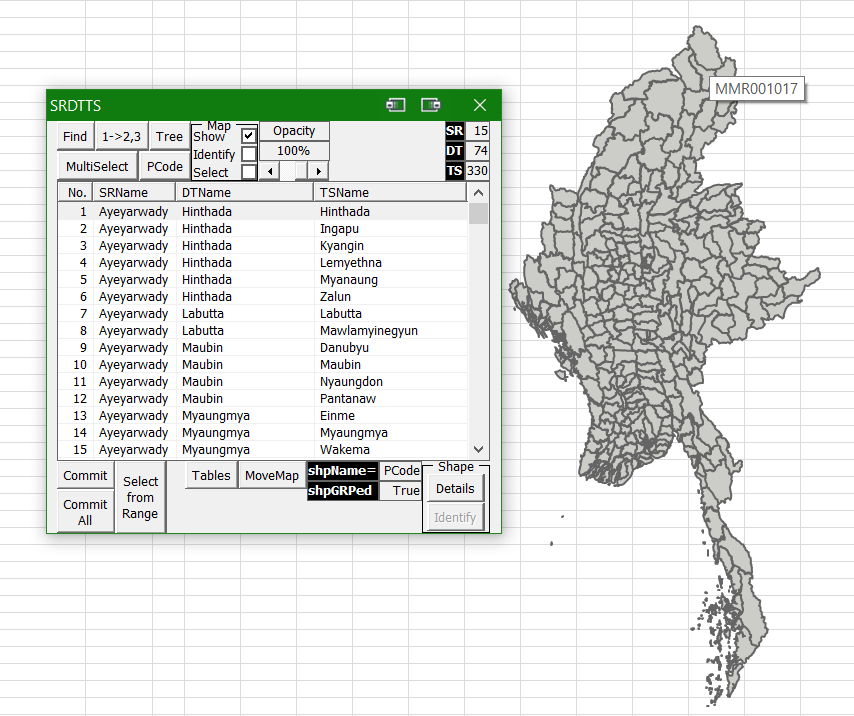 SRDTTS
Find 1->2,3 Tree Map Show Opacity SR 15
Identify 100% DT 74
MultiSelect PCode Select TS 330
No. SRName DTName TSName
1 Ayeyarwady Hinthada Hinthada
2 Ayeyarwady Hinthada Ingapu
3 Ayeyarwady Hinthada Kyangin
4 Ayeyarwady Hinthada Lemyethna
5 Ayeyarwady Hinthada Myanaung
6 Ayeyarwady Hinthada Zalun
7 Ayeyarwady Labutta Labutta
8 Ayeyarwady Labutta Mawlamyinegyun
9 Ayeyarwady Maubin Danubyu
10 Ayeyarwady Maubin Maubin
11 Ayeyarwady Maubin Nyaungdon
12 Ayeyarwady Maubin Pantanaw
13 Ayeyarwady Myaungmya Einme
14 Ayeyarwady Myaungmya Myaungmya
15 Ayeyarwady Myaungmya Wakema
Commit Select from Range Tables MoveMap shpName= PCode Shape
Commit All shpGRPed True Details
Identify
MMR001017